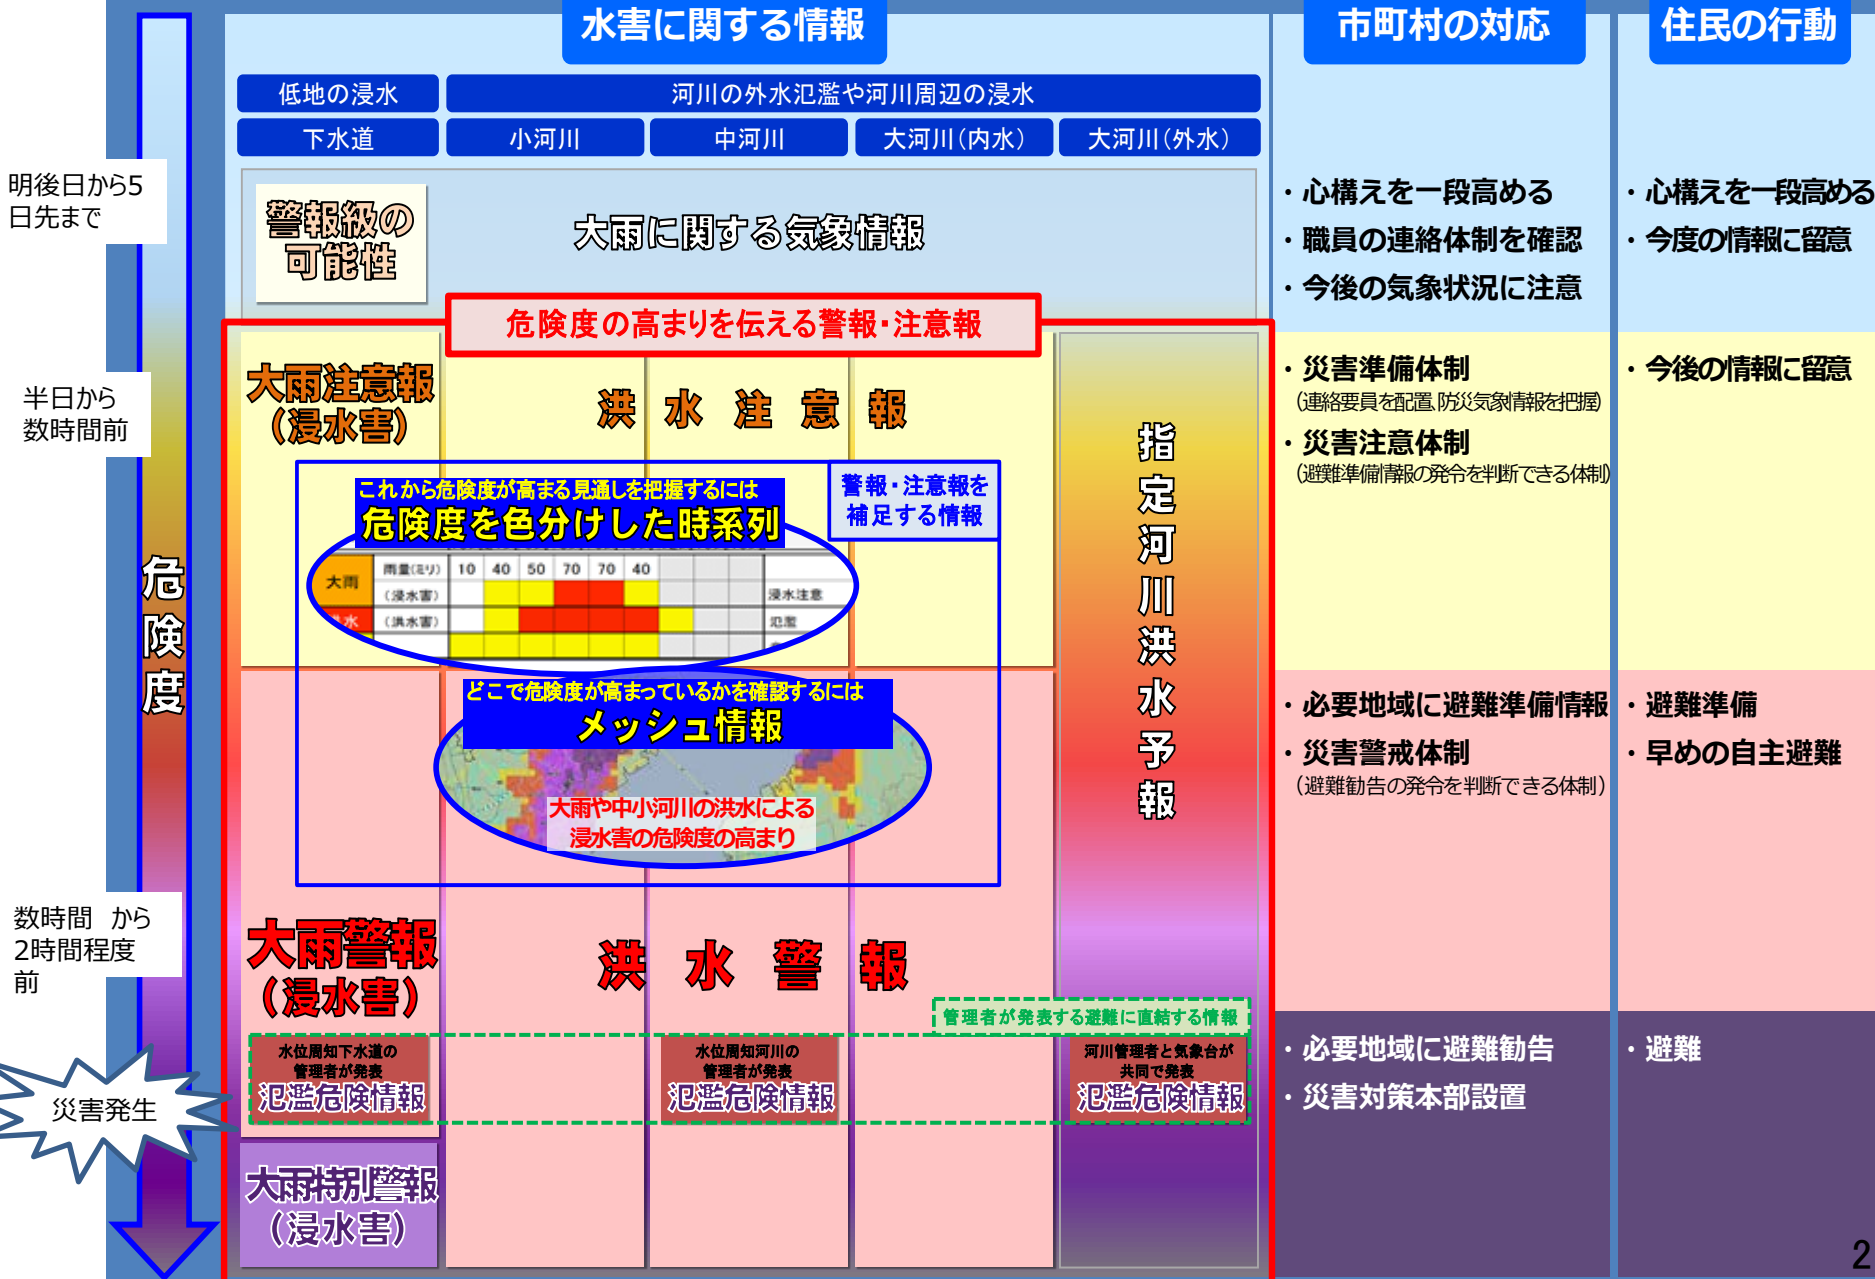 水害に関する情報
市町村の対応
住民の行動
低地の浸水
河川の外水氾濫や河川周辺の浸水
下水道
小河川
中河川
大河川(内水)
大河川(外水)
明後日から5
日先まで
警報級の
可能性
大雨に関する気象情報
・心構えを一段高める
・職員の連絡体制を確認
・今後の気象状況に注意
・心構えを一段高める
・今度の情報に留意
危険度の高まりを伝える警報・注意報
半日から
数時間前
大雨注意報
(浸水害)
洪水注意報
・災害準備体制
(連絡要員を配置、防災気象情報を把握)
・災害注意体制
(避難準備情報の発令を判断できる体制)
・今後の情報に留意
これから危険度が高まる見通しを把握するには
危険度を色分けした時系列
警報・注意報を
補足する情報
大雨 雨量(ミリ) 10 40 50 70 70 40
(浸水害) 浸水注意
水 (洪水害) 氾濫
指定河川洪水予報
危険度
どこで危険度が高まっているかを確認するには
メッシュ情報
大雨や中小河川の洪水による
浸水害の危険度の高まり
・必要地域に避難準備情報
・災害警戒体制
(避難勧告の発令を判断できる体制)
・避難準備
・早めの自主避難
数時間 から
2時間程度
前
大雨警報
(浸水害)
洪水警報
管理者が発表する避難に直結する情報
水位周知下水道の
管理者が発表
氾濫危険情報
水位周知河川の
管理者が発表
氾濫危険情報
河川管理者と気象台が
共同で発表
氾濫危険情報
・必要地域に避難勧告
・災害対策本部設置
・避難
災害発生
大雨特別警報
(浸水害)
2